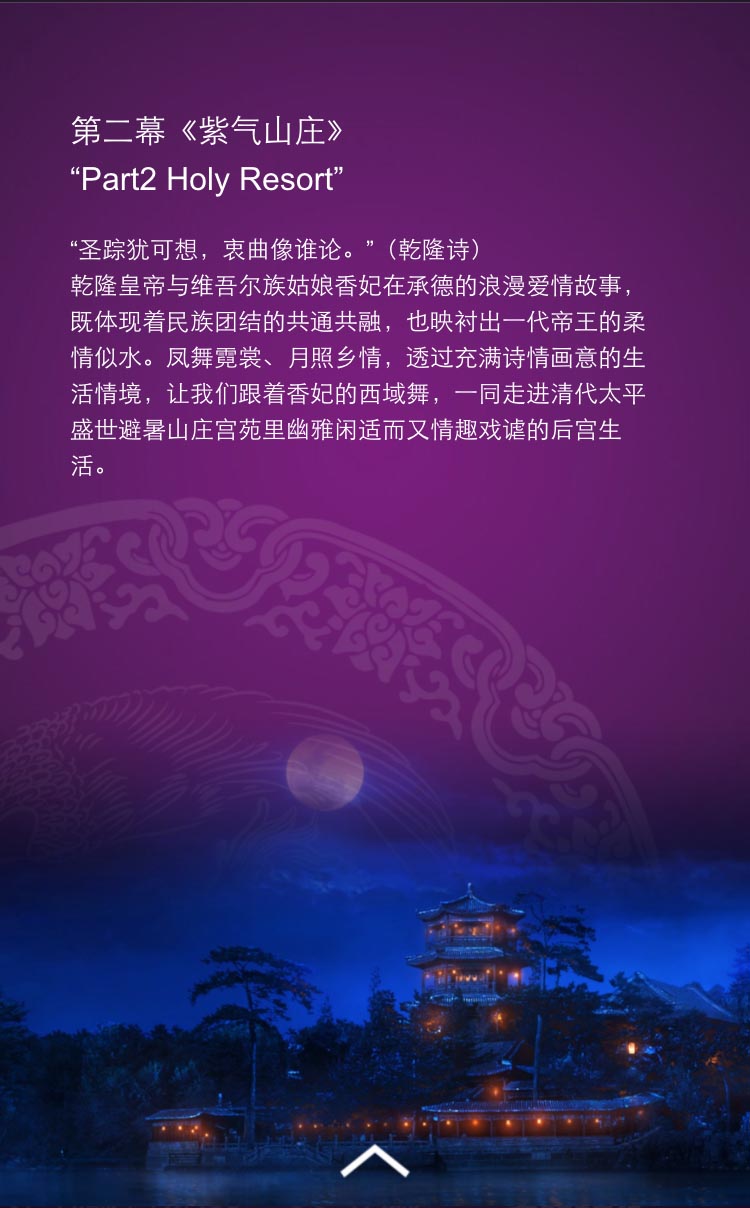 第二幕《紫气山庄》
“Part2 Holy Resort”
“圣踪犹可想，衷曲像谁论。”（乾隆诗）
乾隆皇帝与维吾尔族姑娘香妃在承德的浪漫爱情故事，
既体现着民族团结的共通共融，也映衬出一代帝王的柔
情似水。凤舞霓裳、月照乡情，透过充满诗情画意的生
活情境，让我们跟着香妃的西域舞，一同走进清代太平
盛世避暑山庄宫苑里幽雅闲适而又情趣戏谑的后宫生
活。